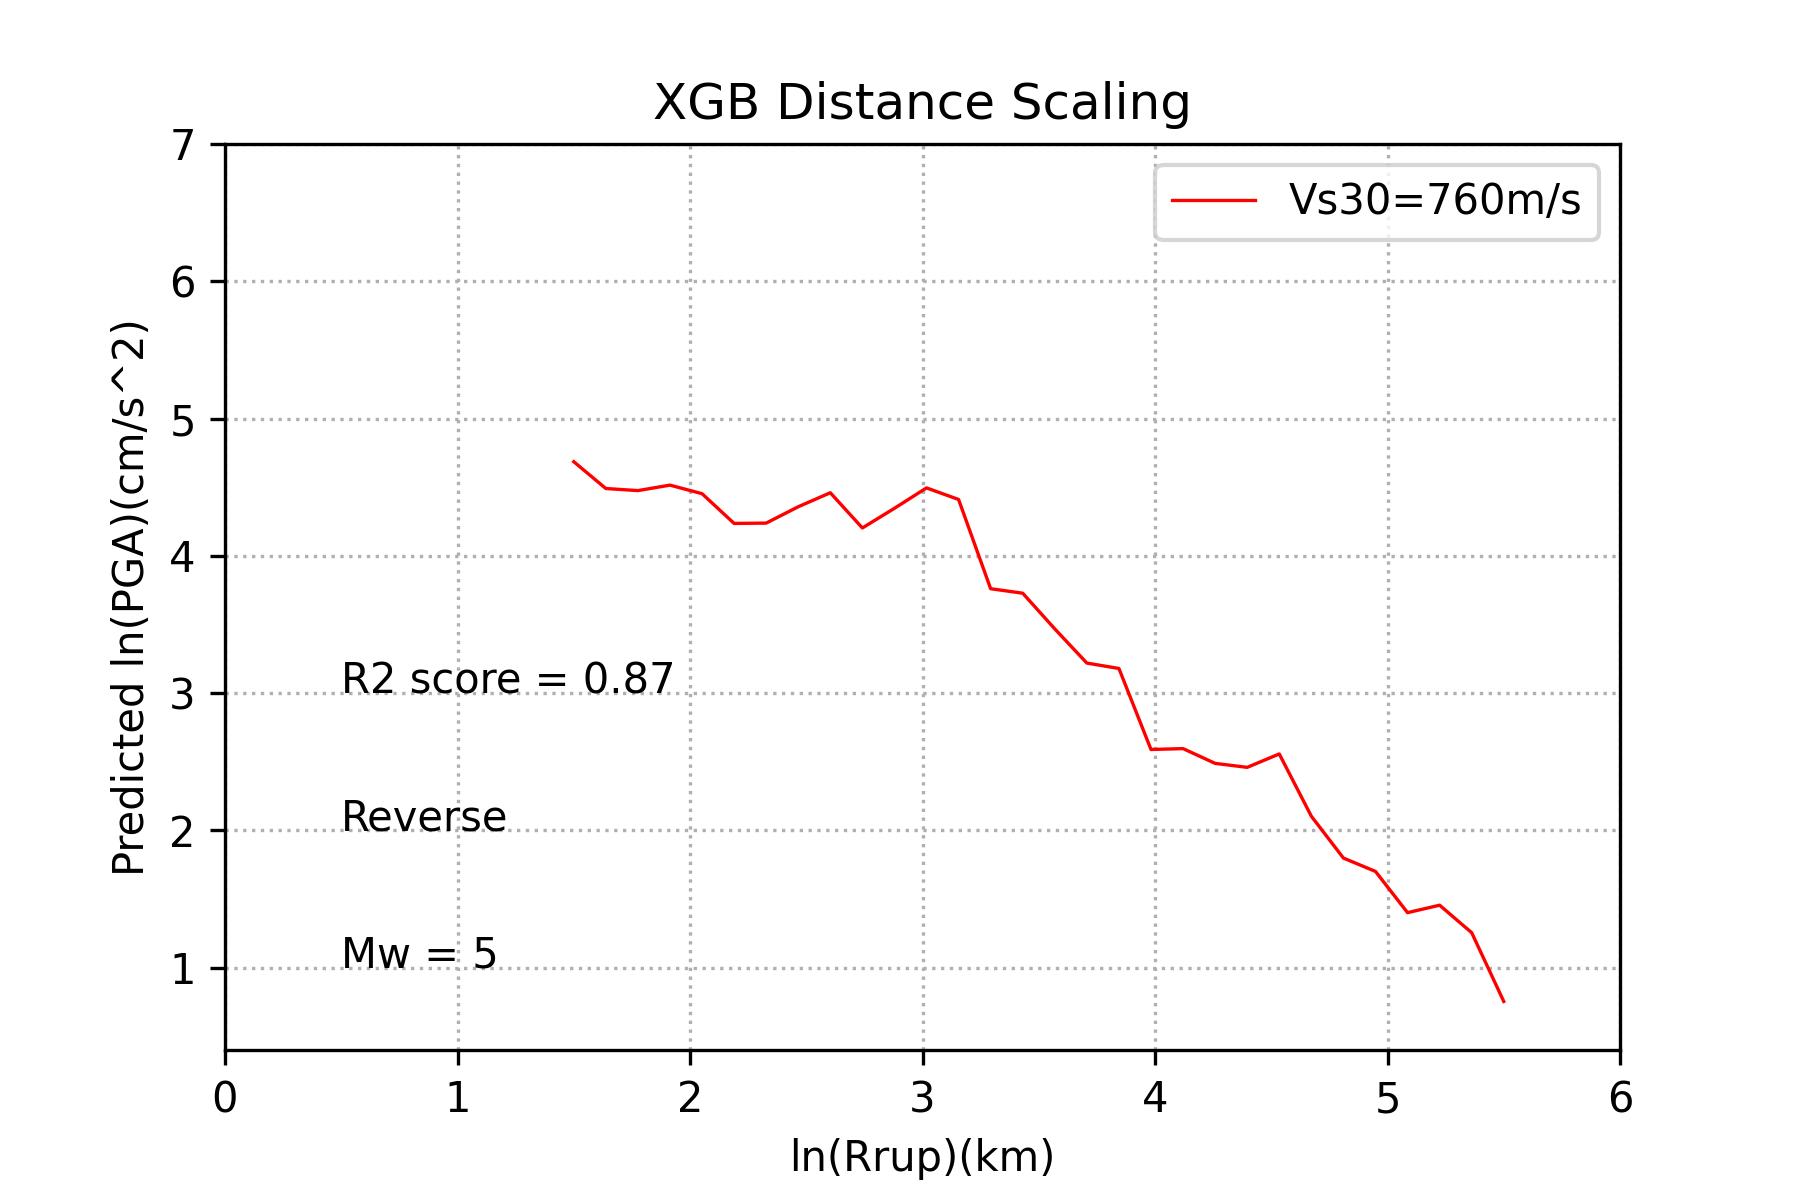 XGB Distance Scaling
Vs30=760m/s
Predicted ln(PGA)(cm/s^2)
7
6
5
4
3
2
1
R2 score = 0.87
Reverse
Mw = 5
0 1 2 3 4 5 6
ln(Rrup)(km)